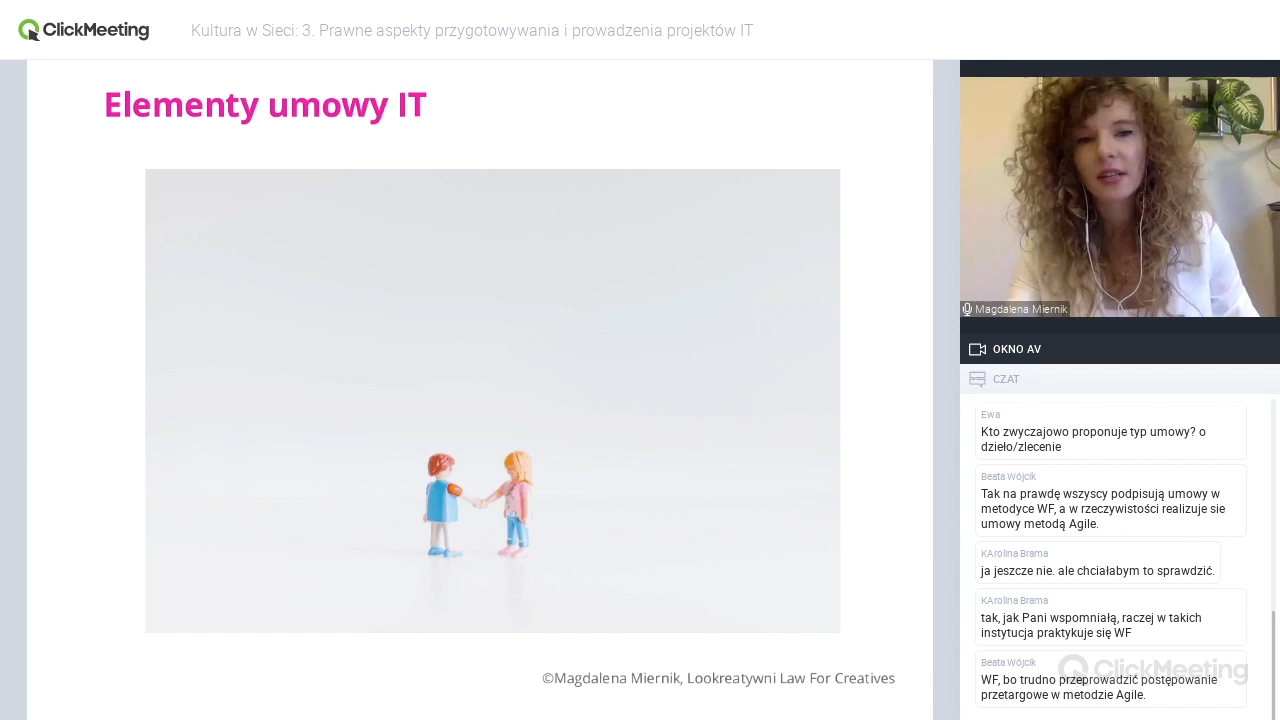 ClickMeeting
Kultura w Sieci: 3. Prawne aspekty przygotowywania i prowadzenia projektów IT
Elementy umowy IT
©Magdalena Miernik, Lookreatywni Law For Creatives
Magdalena Miernik
OKNO AV
CZAT
Ewa
Kto zwyczajowo proponuje typ umowy? o
dzieło/zlecenie
Beata Wójcik
Tak na prawdę wszyscy podpisują umowy w
metodyce WF, a w rzeczywistości realizuje sie
umowy metodą Agile.
KArolina Brama
ja jeszcze nie. ale chciałabym to sprawdzić.
KArolina Brama
tak, jak Pani wspomniałą, raczej w takich
instytucja praktykuje się WF
Beata Wójcik
WF, bo trudno przeprowadzić postępowanie
przetargowe w metodzie Agile.
ClickMeeting